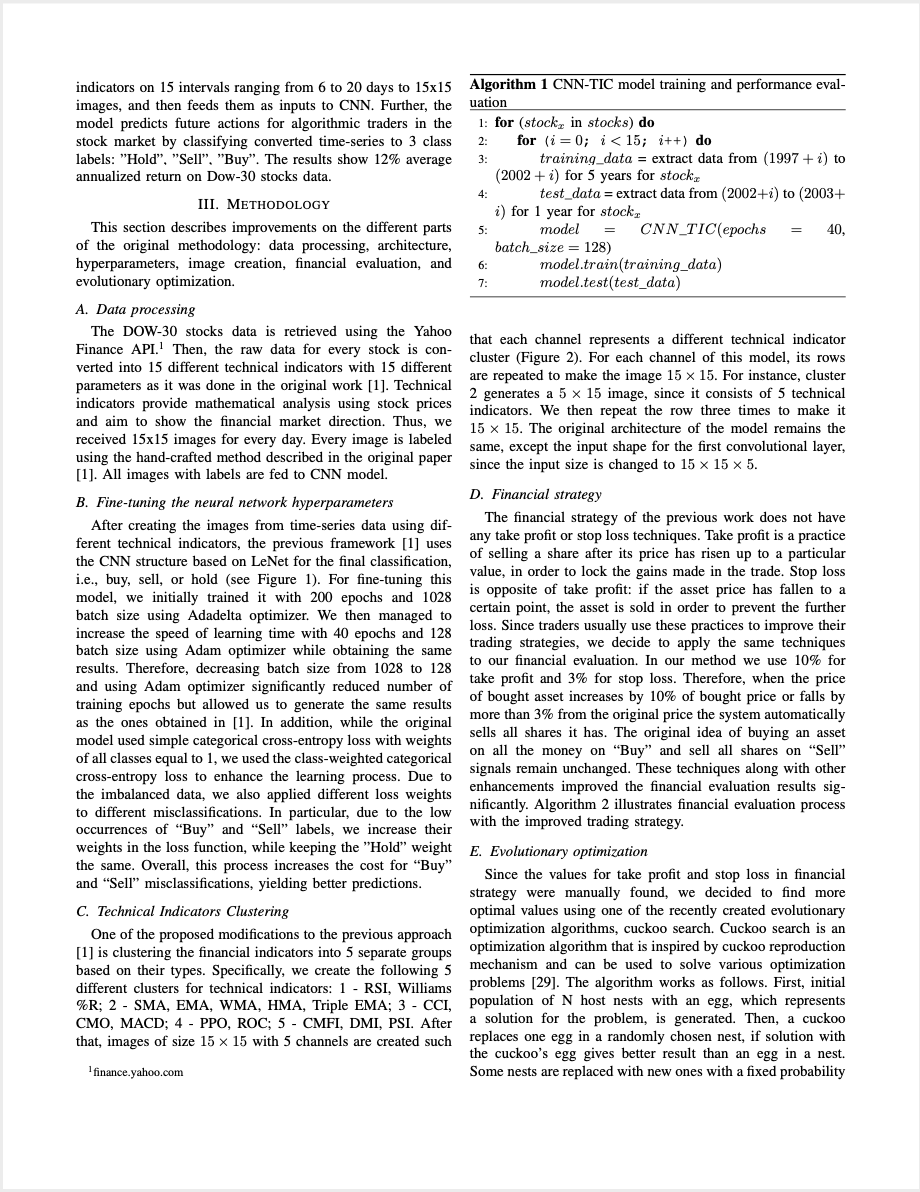 indicators on 15 intervals ranging from 6 to 20 days to 15x15
images, and then feeds them as inputs to CNN. Further, the
model predicts future actions for algorithmic traders in the
stock market by classifying converted time-series to 3 class
labels: ”Hold”, ”Sell”, ”Buy”. The results show 12% average
annualized return on Dow-30 stocks data.
III. METHODOLOGY
This section describes improvements on the different parts
of the original methodology: data processing, architecture,
hyperparameters, image creation, financial evaluation, and
evolutionary optimization.
A. Data processing
The DOW-30 stocks data is retrieved using the Yahoo
Finance API.¹ Then, the raw data for every stock is con-
verted into 15 different technical indicators with 15 different
parameters as it was done in the original work [1]. Technical
indicators provide mathematical analysis using stock prices
and aim to show the financial market direction. Thus, we
received 15x15 images for every day. Every image is labeled
using the hand-crafted method described in the original paper
[1]. All images with labels are fed to CNN model.
B. Fine-tuning the neural network hyperparameters
After creating the images from time-series data using dif-
ferent technical indicators, the previous framework [1] uses
the CNN structure based on LeNet for the final classification,
i.e., buy, sell, or hold (see Figure 1). For fine-tuning this
model, we initially trained it with 200 epochs and 1028
batch size using Adadelta optimizer. We then managed to
increase the speed of learning time with 40 epochs and 128
batch size using Adam optimizer while obtaining the same
results. Therefore, decreasing batch size from 1028 to 128
and using Adam optimizer significantly reduced number of
training epochs but allowed us to generate the same results
as the ones obtained in [1]. In addition, while the original
model used simple categorical cross-entropy loss with weights
of all classes equal to 1, we used the class-weighted categorical
cross-entropy loss to enhance the learning process. Due to
the imbalanced data, we also applied different loss weights
to different misclassifications. In particular, due to the low
occurrences of “Buy” and “Sell” labels, we increase their
weights in the loss function, while keeping the ”Hold” weight
the same. Overall, this process increases the cost for “Buy”
and “Sell” misclassifications, yielding better predictions.
C. Technical Indicators Clustering
One of the proposed modifications to the previous approach
[1] is clustering the financial indicators into 5 separate groups
based on their types. Specifically, we create the following 5
different clusters for technical indicators: 1 - RSI, Williams
%R; 2 - SMA, EMA, WMA, HMA, Triple EMA; 3 - CCI,
CMO, MACD; 4 - PPO, ROC; 5 - CMFI, DMI, PSI. After
that, images of size 15 × 15 with 5 channels are created such
¹finance.yahoo.com
Algorithm 1 CNN-TIC model training and performance eval-
uation
1: for (stock_x in stocks) do
2: for (i = 0; i < 15; i++) do
3: training_data = extract data from (1997 + i) to
(2002 + i) for 5 years for stock_x
4: test_data = extract data from (2002+i) to (2003+
i) for 1 year for stock_x
5: model = CNN_TIC(epochs = 40,
batch_size = 128)
6: model.train(training_data)
7: model.test(test_data)
that each channel represents a different technical indicator
cluster (Figure 2). For each channel of this model, its rows
are repeated to make the image 15 × 15. For instance, cluster
2 generates a 5 × 15 image, since it consists of 5 technical
indicators. We then repeat the row three times to make it
15 × 15. The original architecture of the model remains the
same, except the input shape for the first convolutional layer,
since the input size is changed to 15 × 15 × 5.
D. Financial strategy
The financial strategy of the previous work does not have
any take profit or stop loss techniques. Take profit is a practice
of selling a share after its price has risen up to a particular
value, in order to lock the gains made in the trade. Stop loss
is opposite of take profit: if the asset price has fallen to a
certain point, the asset is sold in order to prevent the further
loss. Since traders usually use these practices to improve their
trading strategies, we decide to apply the same techniques
to our financial evaluation. In our method we use 10% for
take profit and 3% for stop loss. Therefore, when the price
of bought asset increases by 10% of bought price or falls by
more than 3% from the original price the system automatically
sells all shares it has. The original idea of buying an asset
on all the money on “Buy” and sell all shares on “Sell”
signals remain unchanged. These techniques along with other
enhancements improved the financial evaluation results sig-
nificantly. Algorithm 2 illustrates financial evaluation process
with the improved trading strategy.
E. Evolutionary optimization
Since the values for take profit and stop loss in financial
strategy were manually found, we decided to find more
optimal values using one of the recently created evolutionary
optimization algorithms, cuckoo search. Cuckoo search is an
optimization algorithm that is inspired by cuckoo reproduction
mechanism and can be used to solve various optimization
problems [29]. The algorithm works as follows. First, initial
population of N host nests with an egg, which represents
a solution for the problem, is generated. Then, a cuckoo
replaces one egg in a randomly chosen nest, if solution with
the cuckoo’s egg gives better result than an egg in a nest.
Some nests are replaced with new ones with a fixed probability